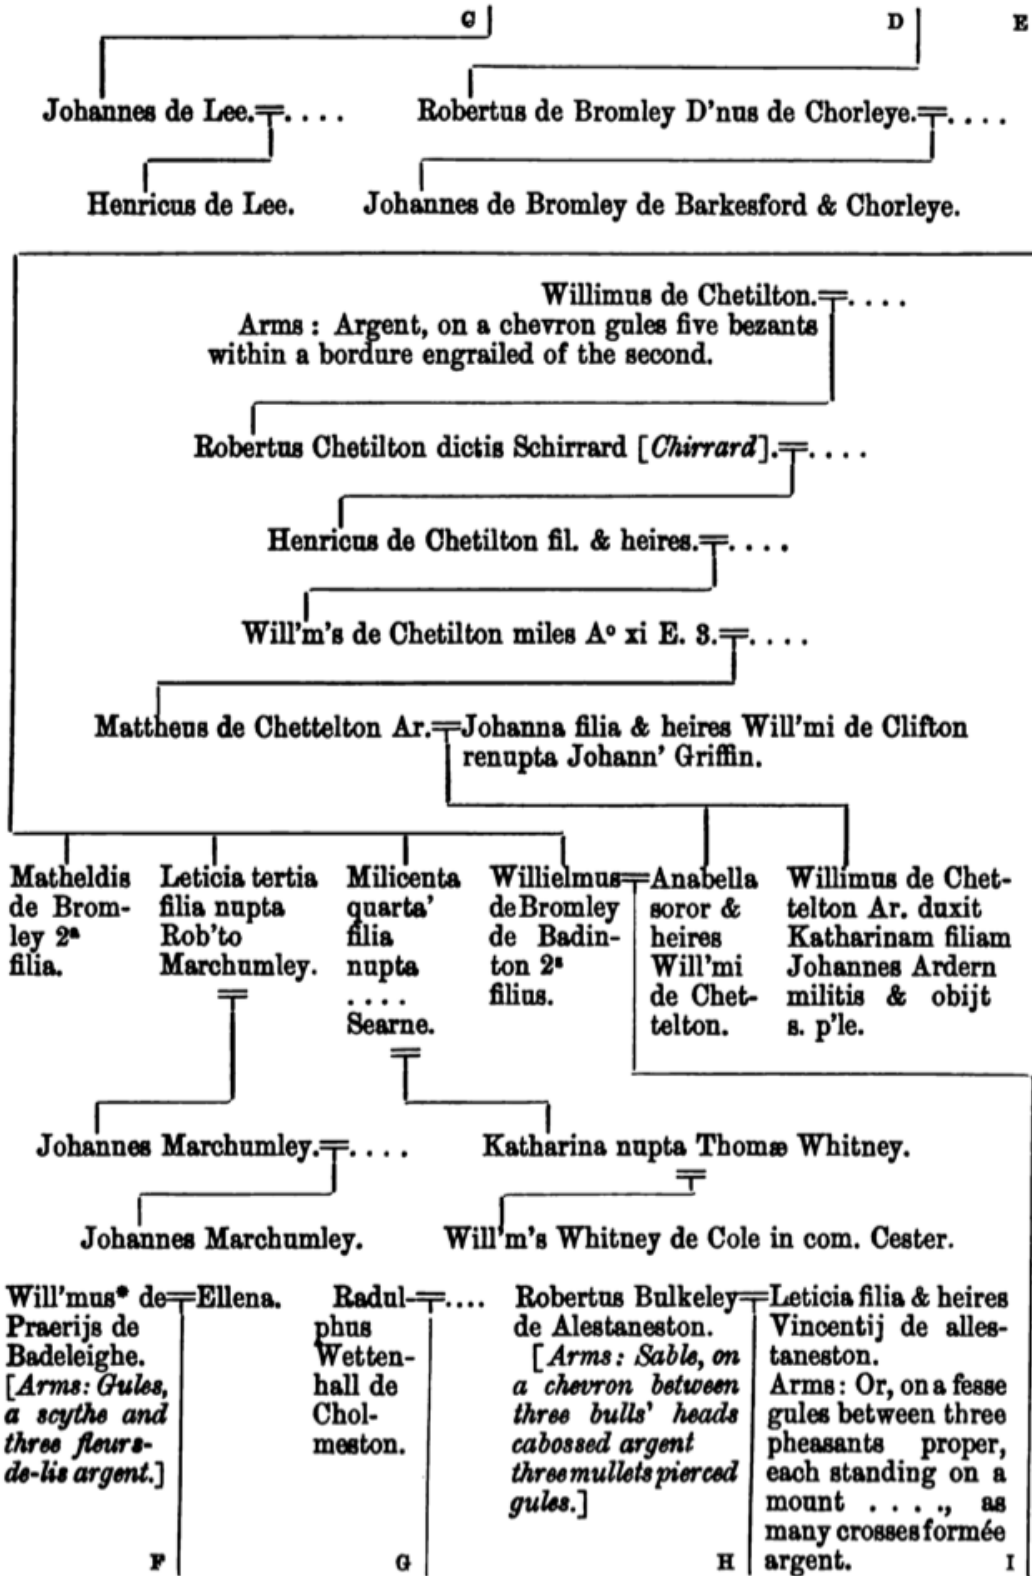 C D E
Johannes de Lee.=.... Robertus de Bromley D'nus de Chorleye.=....
Henricus de Lee. Johannes de Bromley de Barkesford & Chorleye.
Willimus de Chetilton.=....
Arms : Argent, on a chevron gules five bezants
within a bordure engrailed of the second.
Robertus Chetilton dictis Schirrard [Chirrard].=....
Henricus de Chetilton fil. & heires.=....
Will'm's de Chetilton miles A° xi E. 3.=....
Mattheus de Chettelton Ar.=Johanna filia & heires Will'mi de Clifton
renupta Johann' Griffin.
Matheldis
de Brom-
ley 2ª
filia.
Leticia tertia
filia nupta
Rob'to
Marchumley.
Milicenta
quarta'
filia
nupta
....
Searne.
Willielmus=
de Bromley
de Badin-
ton 2ˢ
filius.
Anabella
soror &
heires
Will'mi
de Chet-
telton.
Willimus de Chet-
telton Ar. duxit
Katharinam filiam
Johannes Ardern
militis & obijt
s. p'le.
Johannes Marchumley.=.... Katharina nupta Thomæ Whitney.
Johannes Marchumley. Will'm's Whitney de Cole in com. Cester.
Will'mus* de=Ellena.
Praerijs de
Badeleighe.
[Arms: Gules,
a scythe and
three fleurs-
de-lis argent.]
F
Radul-=....
phus
Wetten-
hall de
Chol-
meston.
G
Robertus Bulkeley=
de Alestaneston.
[Arms: Sable, on
a chevron between
three bulls' heads
cabossed argent
three mullets pierced
gules.]
H
Leticia filia & heires
Vincentij de alles-
taneston.
Arms: Or, on a fesse
gules between three
pheasants proper,
each standing on a
mount ...., as
many crosses formée
argent.
I